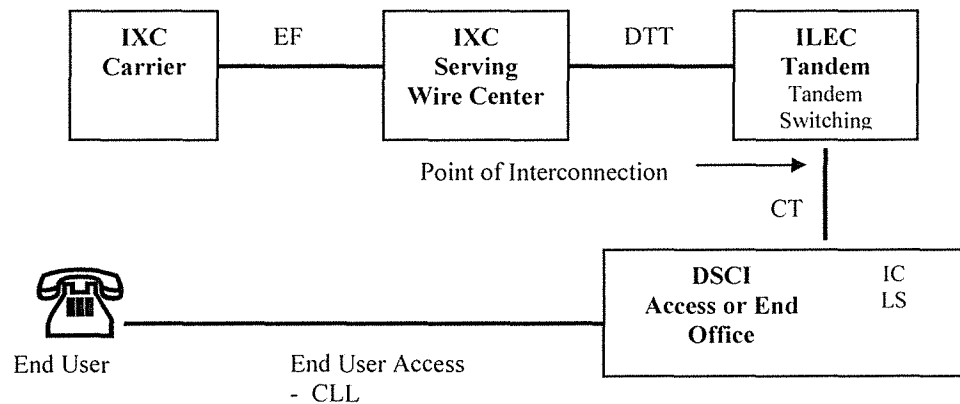 IXC
Carrier
EF
IXC
Serving
Wire Center
DTT
ILEC
Tandem
Tandem
Switching
Point of Interconnection
CT
DSCI
Access or End
Office
IC
LS
End User
End User Access
- CLL